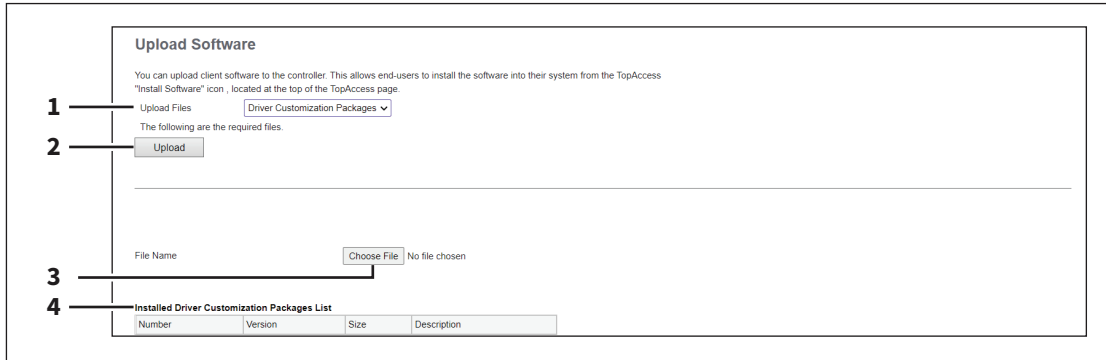 Upload Software
You can upload client software to the controller. This allows end-users to install the software into their system from the TopAccess
"Install Software" icon , located at the top of the TopAccess page.
1
Upload Files Driver Customization Packages
The following are the required files.
2
Upload
File Name Choose File No file chosen
3
4
Installed Driver Customization Packages List
Number Version Size Description